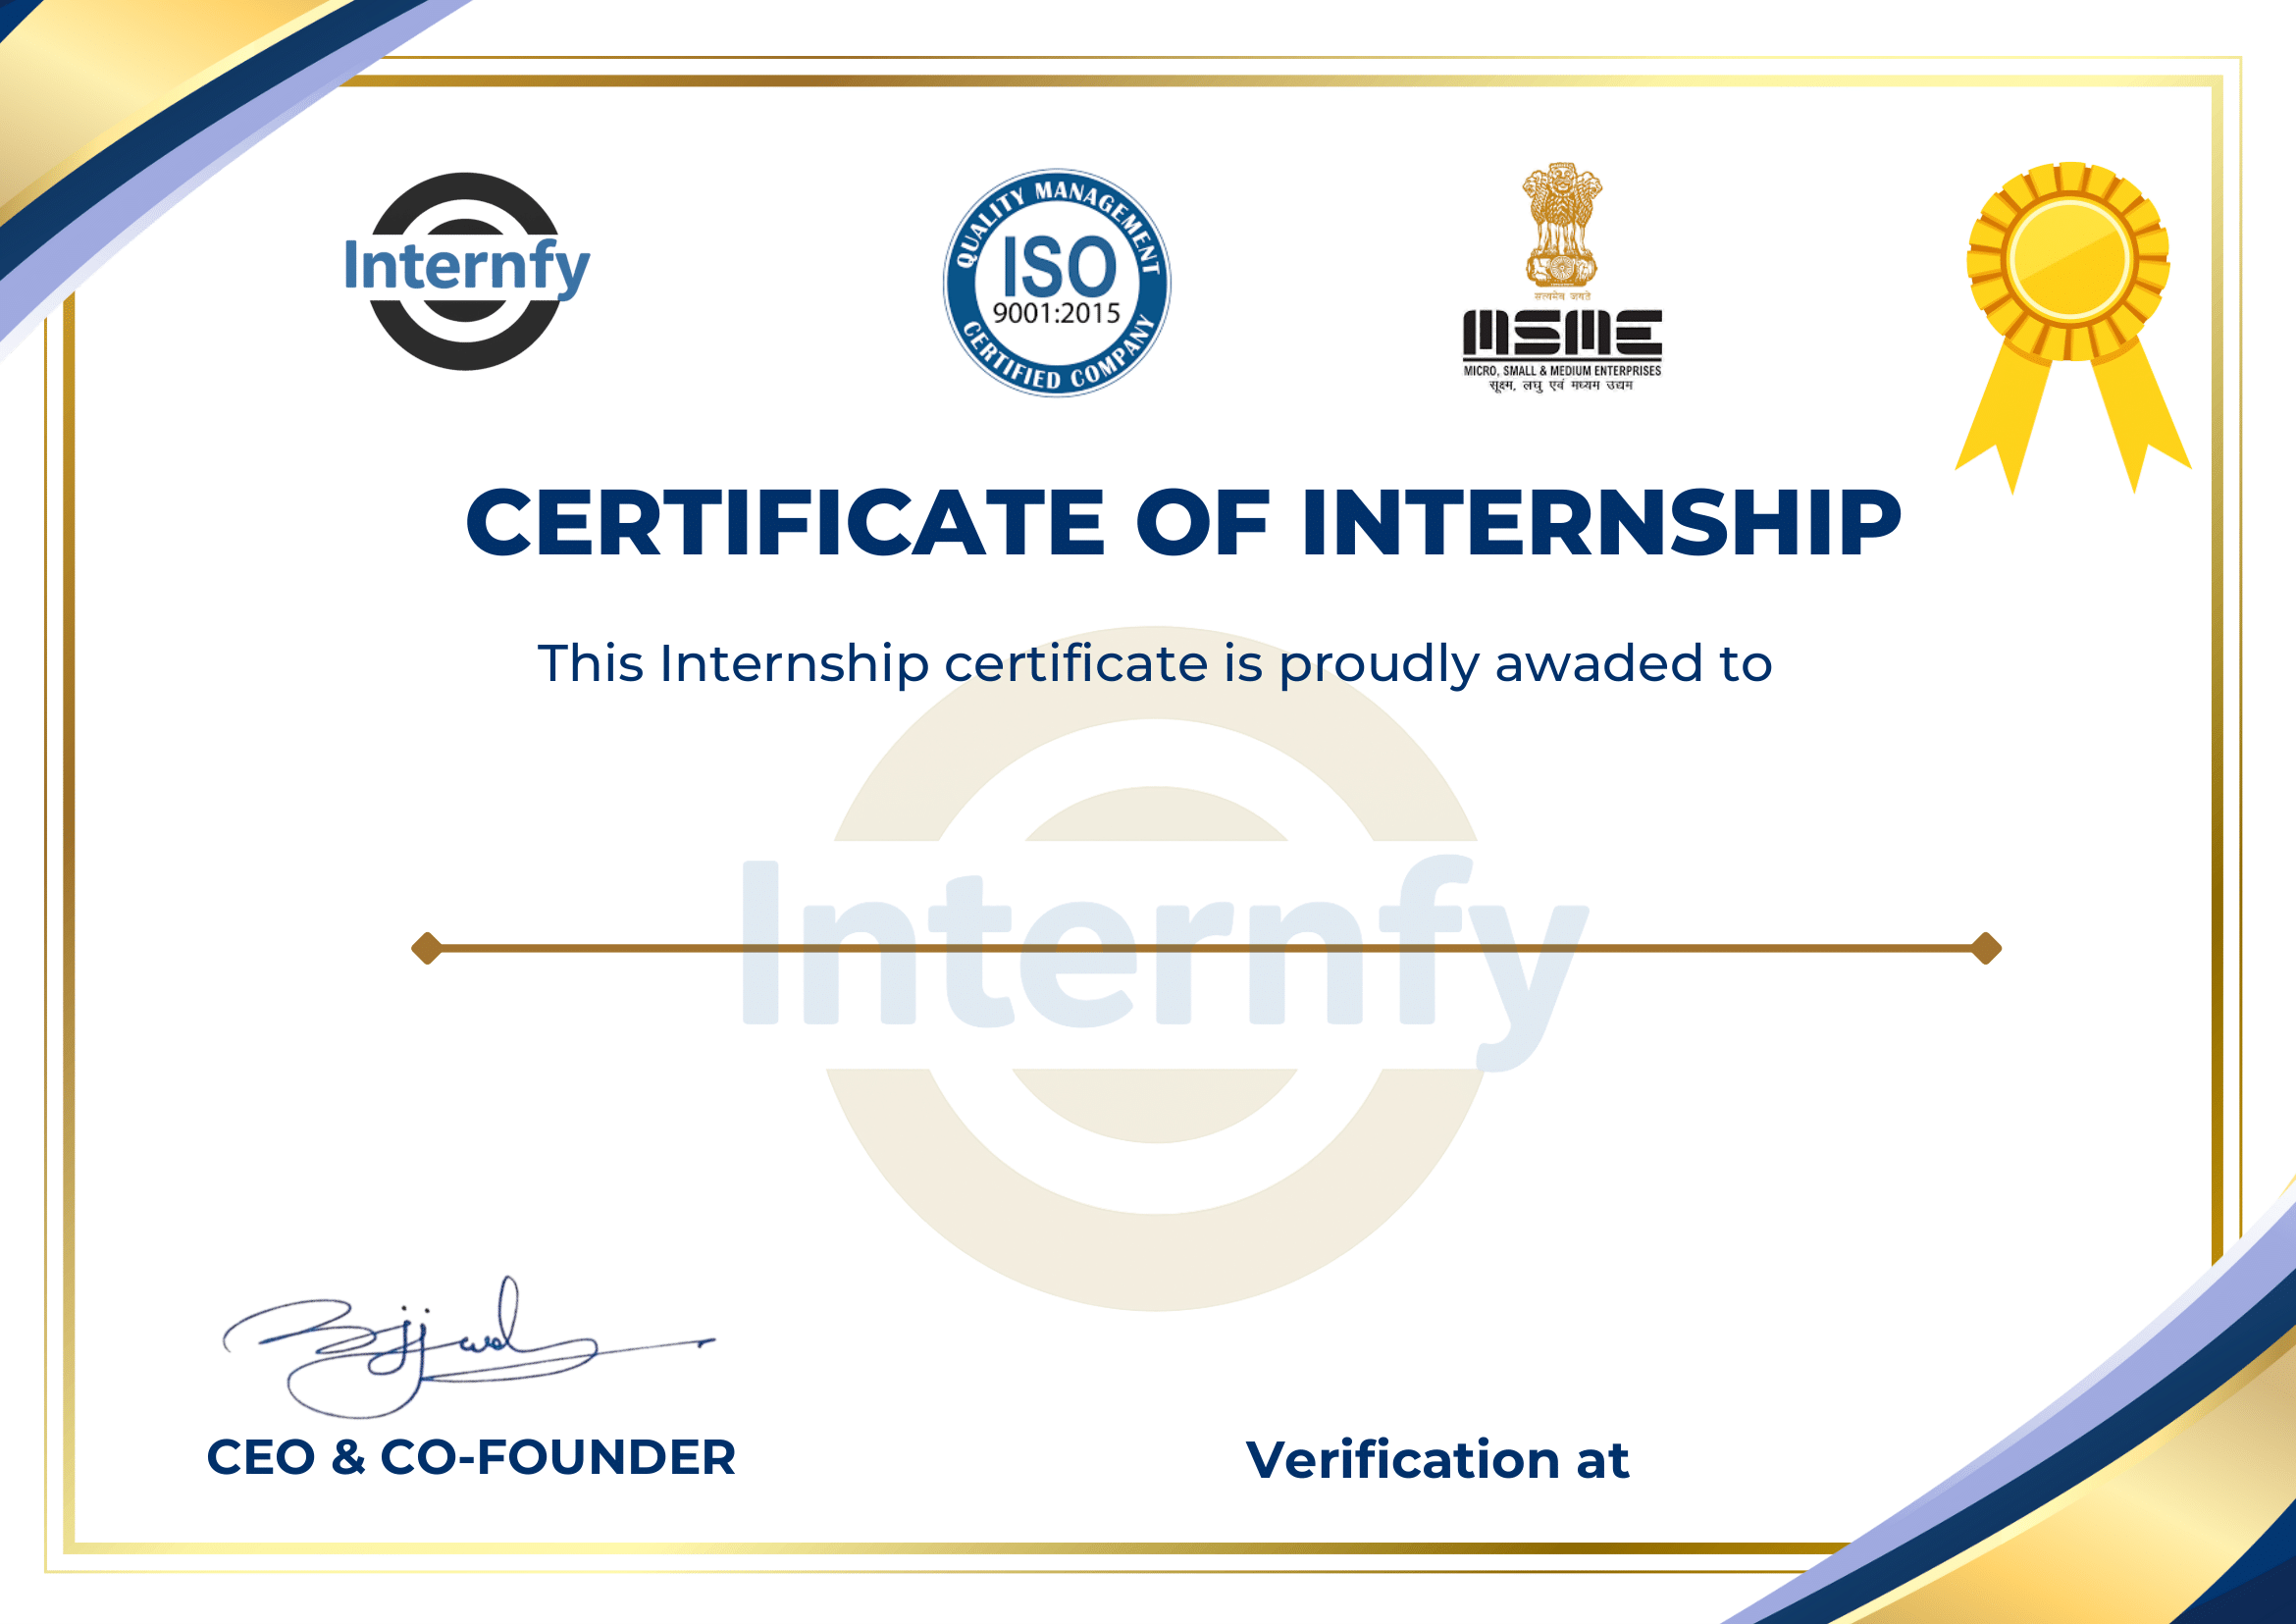 Internfy
QUALITY MANAGEMENT
ISO
9001:2015
CERTIFIED COMPANY
सत्यमेव जयते
MSME
MICRO, SMALL & MEDIUM ENTERPRISES
सूक्ष्म, लघु एवं मध्यम उद्यम
CERTIFICATE OF INTERNSHIP
This Internship certificate is proudly awaded to
Internfy
CEO & CO-FOUNDER
Verification at